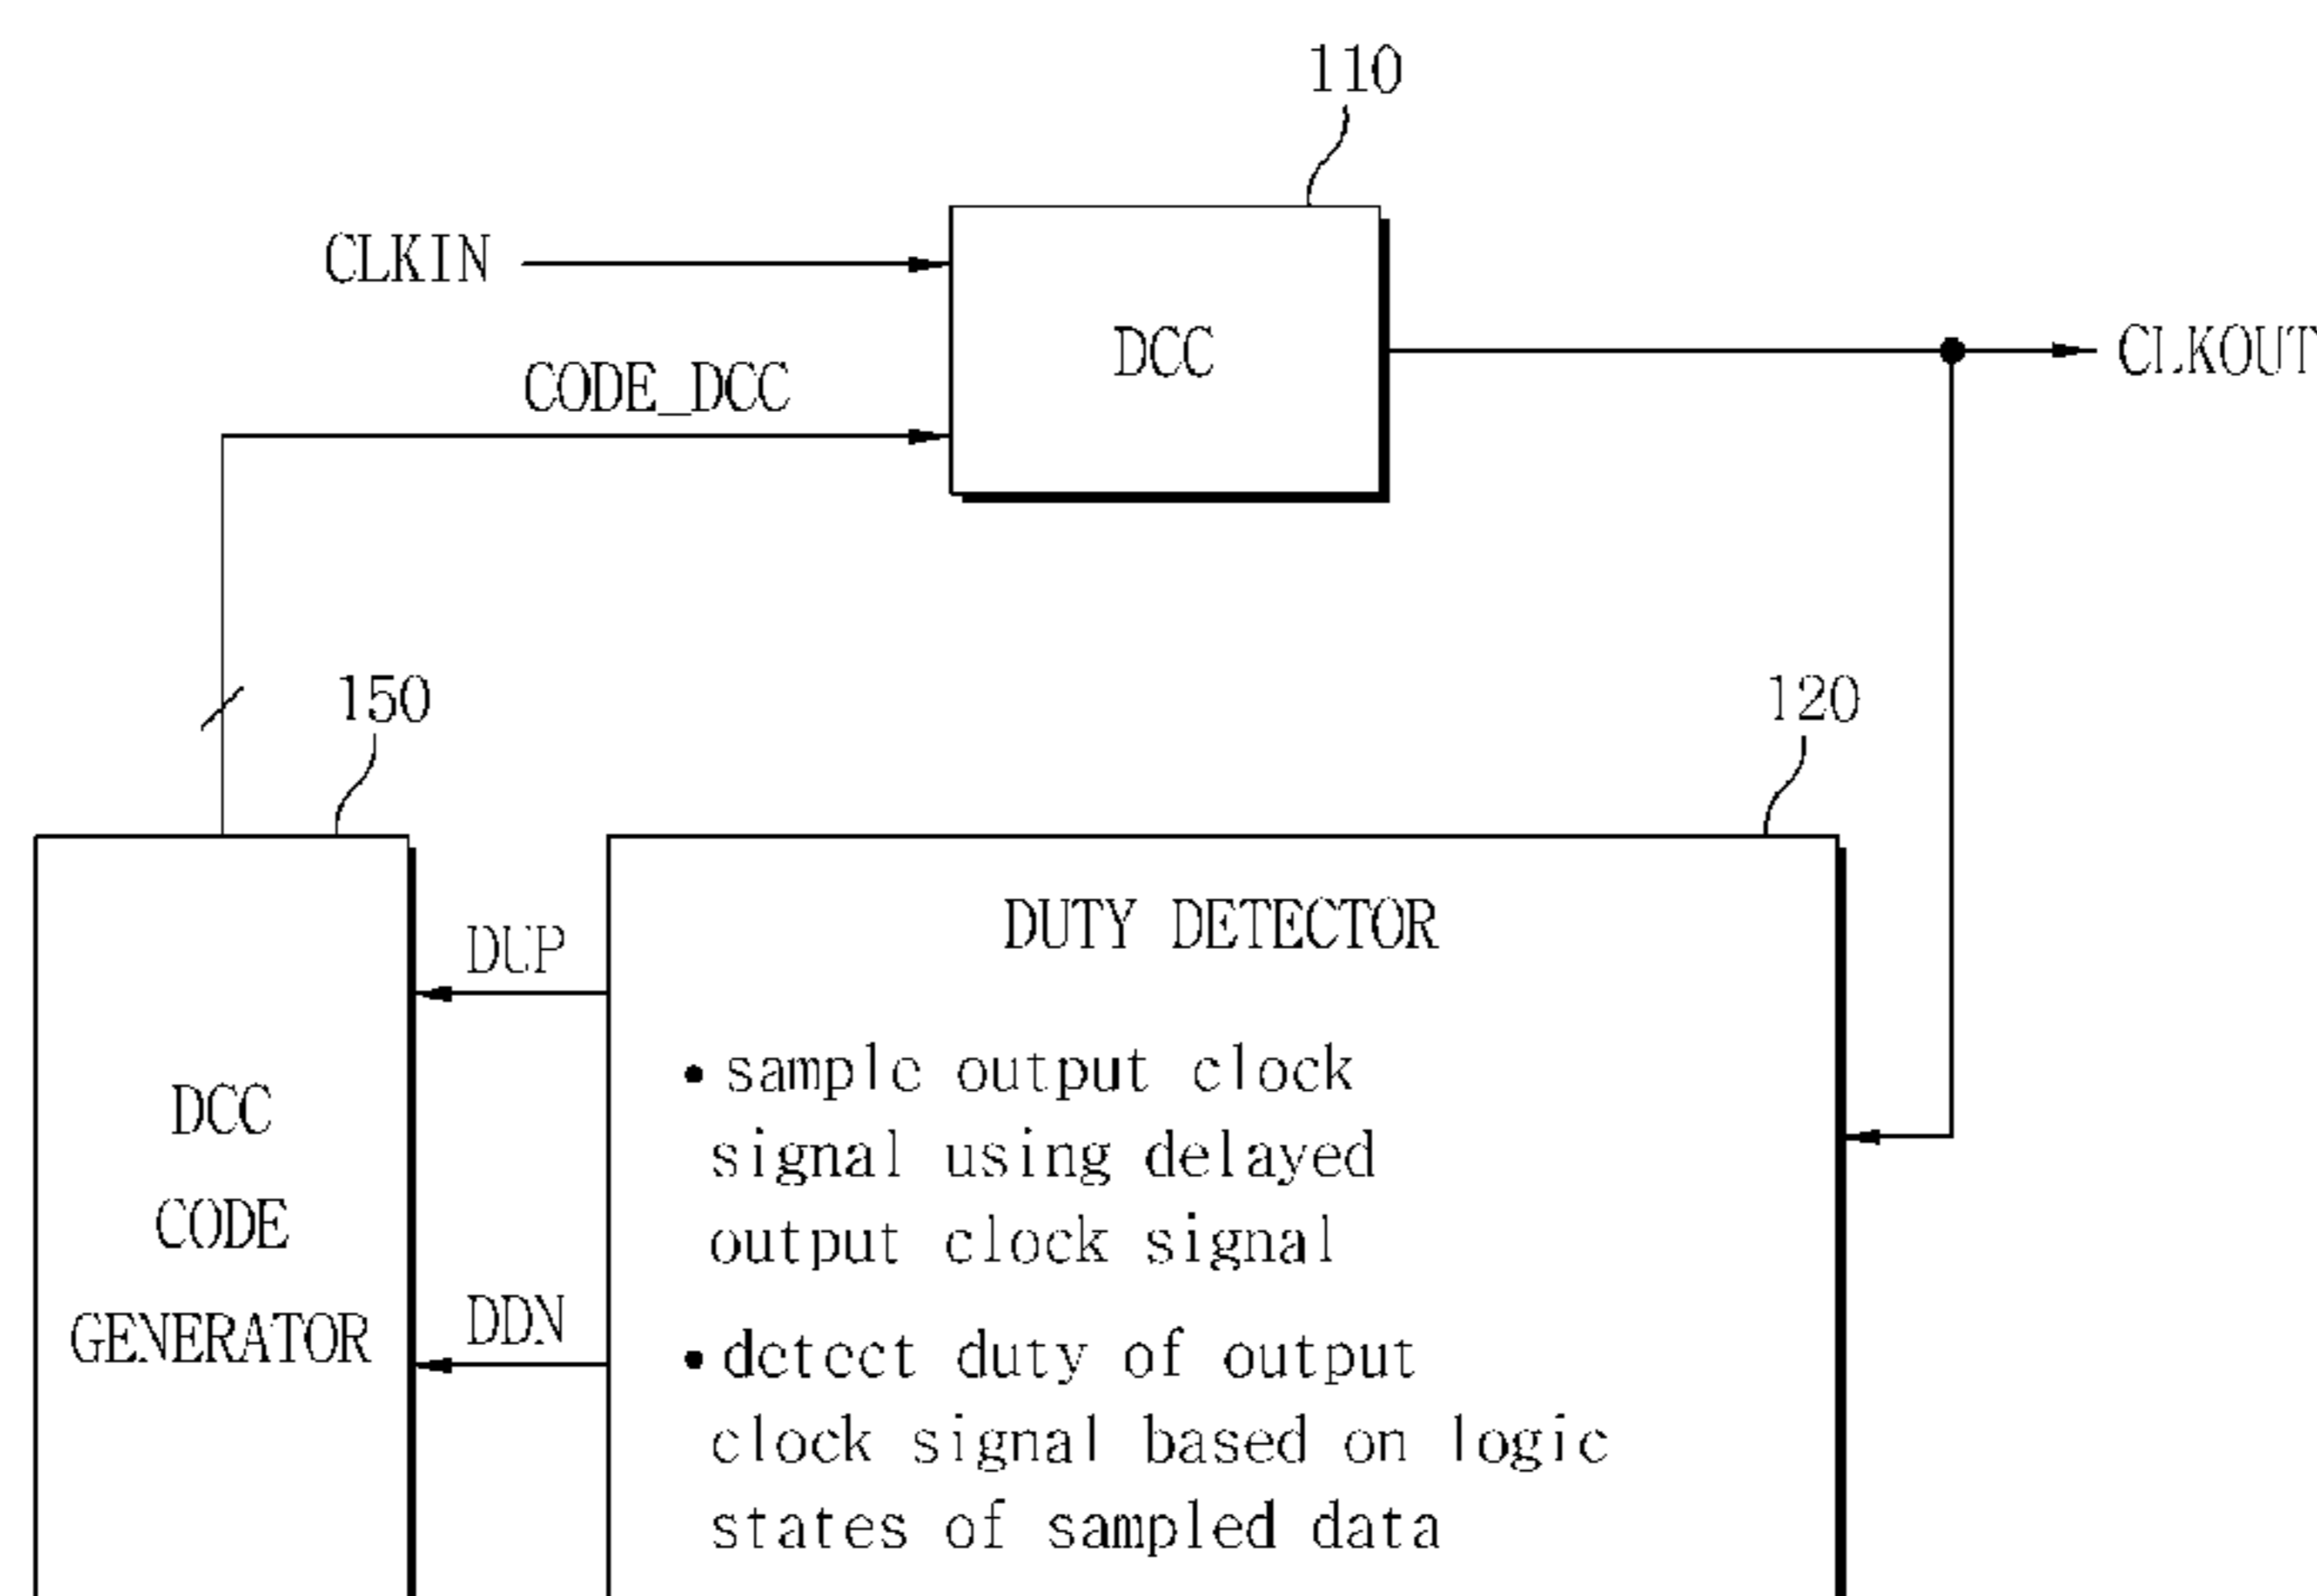 110
CLKIN
DCC
CLKOUT
CODE_DCC
150
120
DUTY DETECTOR
DUP
• sample output clock
signal using delayed
output clock signal
DCC
CODE
GENERATOR
DDN
• detect duty of output
clock signal based on logic
states of sampled data